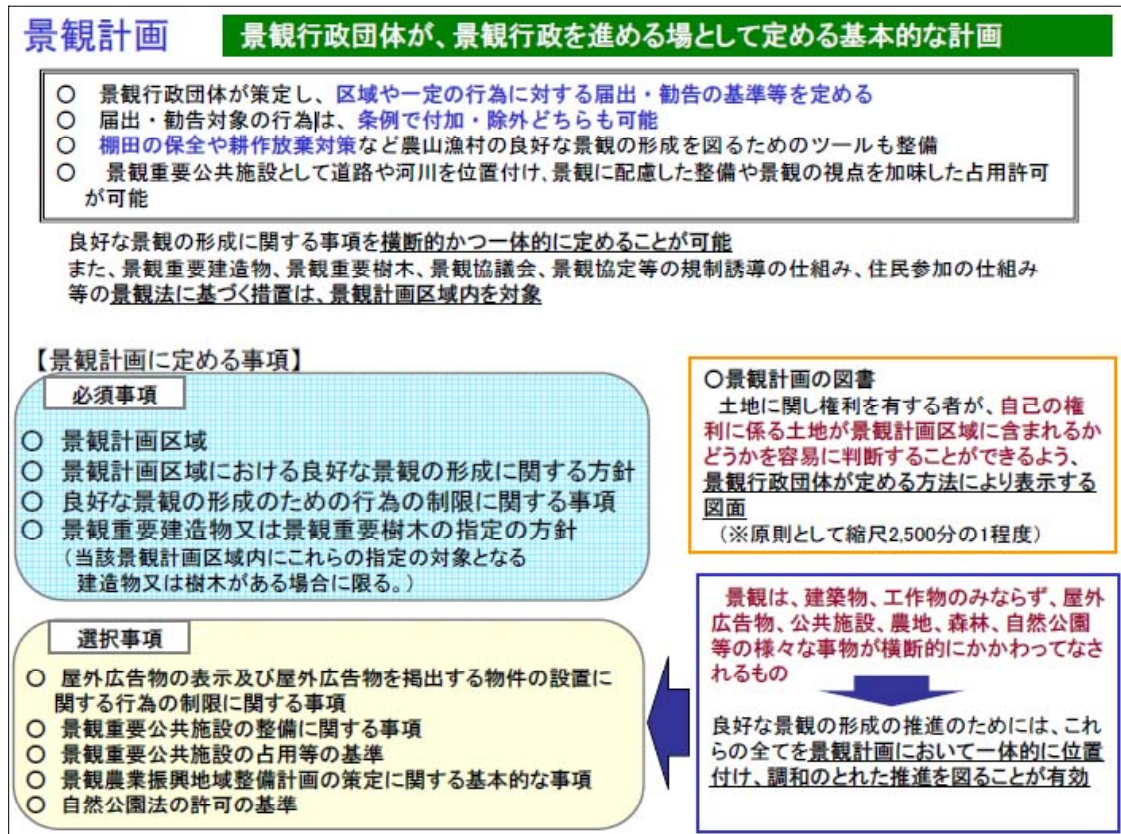 景観計画
景観行政団体が、景観行政を進める場として定める基本的な計画
○ 景観行政団体が策定し、区域や一定の行為に対する届出・勧告の基準等を定める
○ 届出・勧告対象の行為は、条例で付加・除外どちらも可能
○ 棚田の保全や耕作放棄対策など農山漁村の良好な景観の形成を図るためのツールも整備
○ 景観重要公共施設として道路や河川を位置付け、景観に配慮した整備や景観の視点を加味した占用許可
が可能
良好な景観の形成に関する事項を横断的かつ一体的に定めることが可能
また、景観重要建造物、景観重要樹木、景観協議会、景観協定等の規制誘導の仕組み、住民参加の仕組み
等の景観法に基づく措置は、景観計画区域内を対象
【景観計画に定める事項】
必須事項
○ 景観計画区域
○ 景観計画区域における良好な景観の形成に関する方針
○ 良好な景観の形成のための行為の制限に関する事項
○ 景観重要建造物又は景観重要樹木の指定の方針
（当該景観計画区域内にこれらの指定の対象となる
建造物又は樹木がある場合に限る。）
選択事項
○ 屋外広告物の表示及び屋外広告物を掲出する物件の設置に
関する行為の制限に関する事項
○ 景観重要公共施設の整備に関する事項
○ 景観重要公共施設の占用等の基準
○ 景観農業振興地域整備計画の策定に関する基本的な事項
○ 自然公園法の許可の基準
○景観計画の図書
土地に関し権利を有する者が、自己の権
利に係る土地が景観計画区域に含まれるか
どうかを容易に判断することができるよう、
景観行政団体が定める方法により表示する
図面
（※原則として縮尺2,500分の1程度）
景観は、建築物、工作物のみならず、屋外
広告物、公共施設、農地、森林、自然公園
等の様々な事物が横断的にかかわってなさ
れるもの
良好な景観の形成の推進のためには、これ
らの全てを景観計画において一体的に位置
付け、調和のとれた推進を図ることが有効